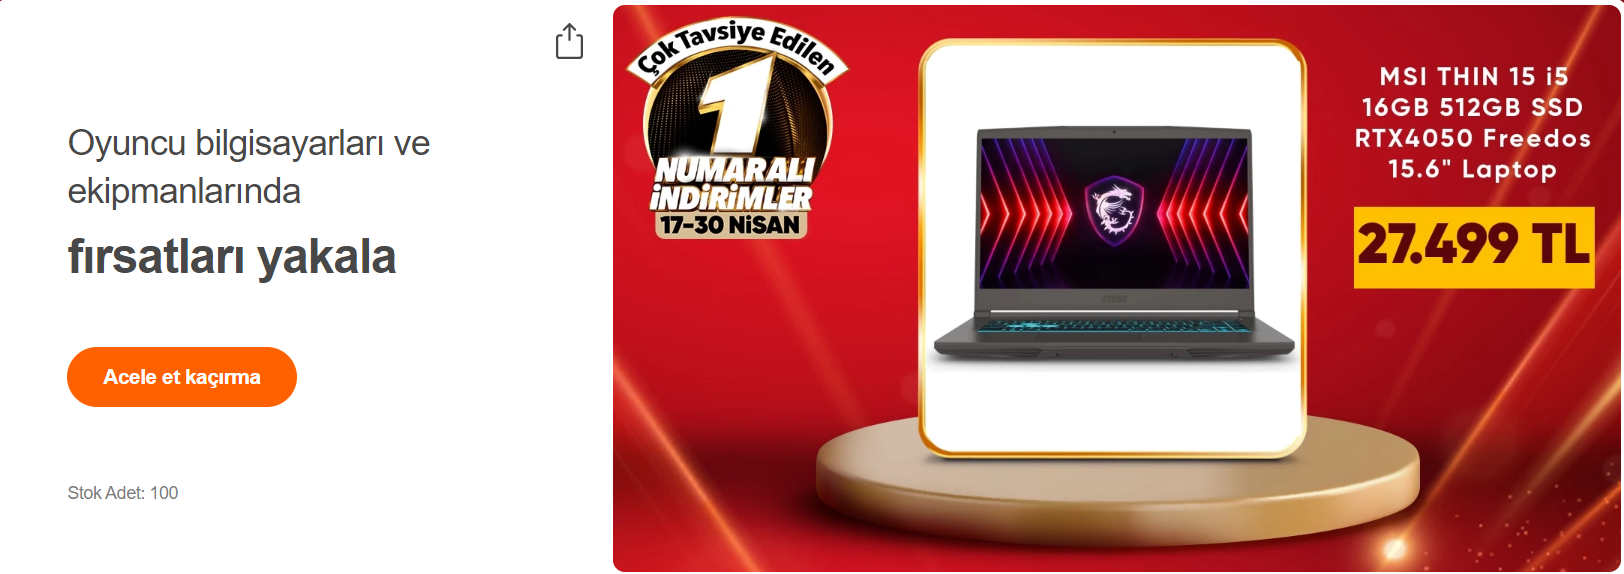 Oyuncu bilgisayarları ve
ekipmanlarında
fırsatları yakala
Acele et kaçırma
Stok Adet: 100
Çok Tavsiye Edilen
1
NUMARALI
İNDİRİMLER
17-30 NİSAN
MSI THIN 15 i5
16GB 512GB SSD
RTX4050 Freedos
15.6" Laptop
27.499 TL